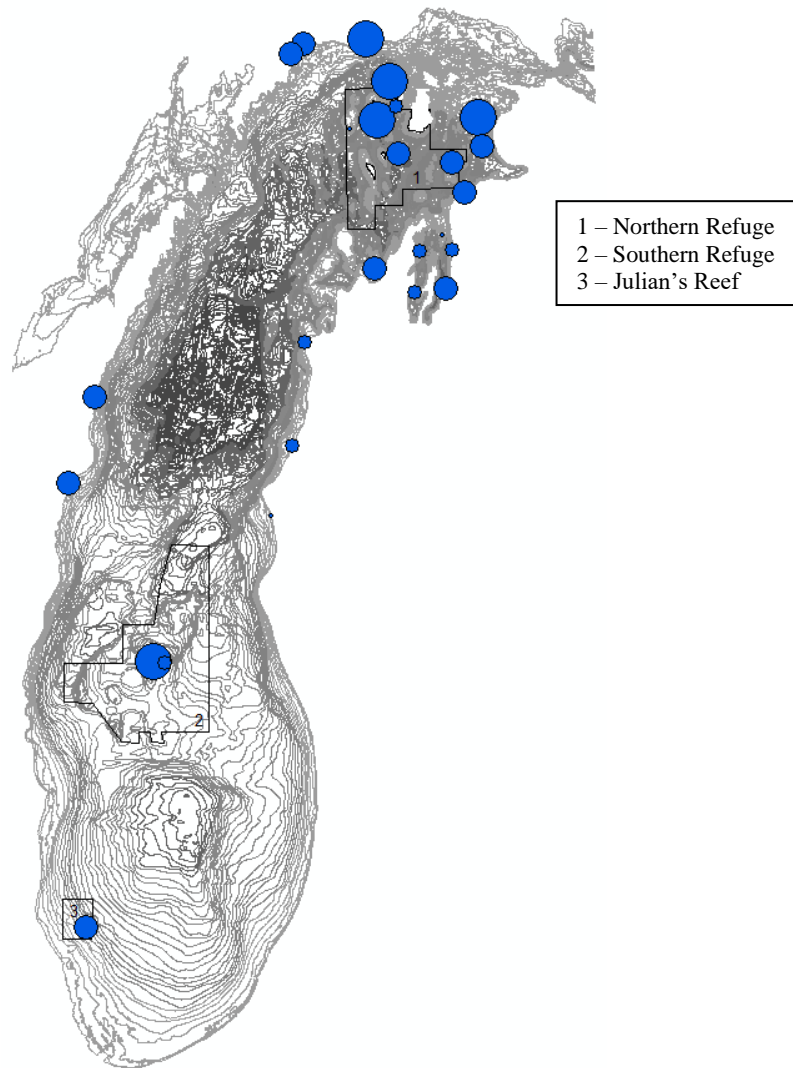 1
1 – Northern Refuge
2 – Southern Refuge
3 – Julian’s Reef
2
3